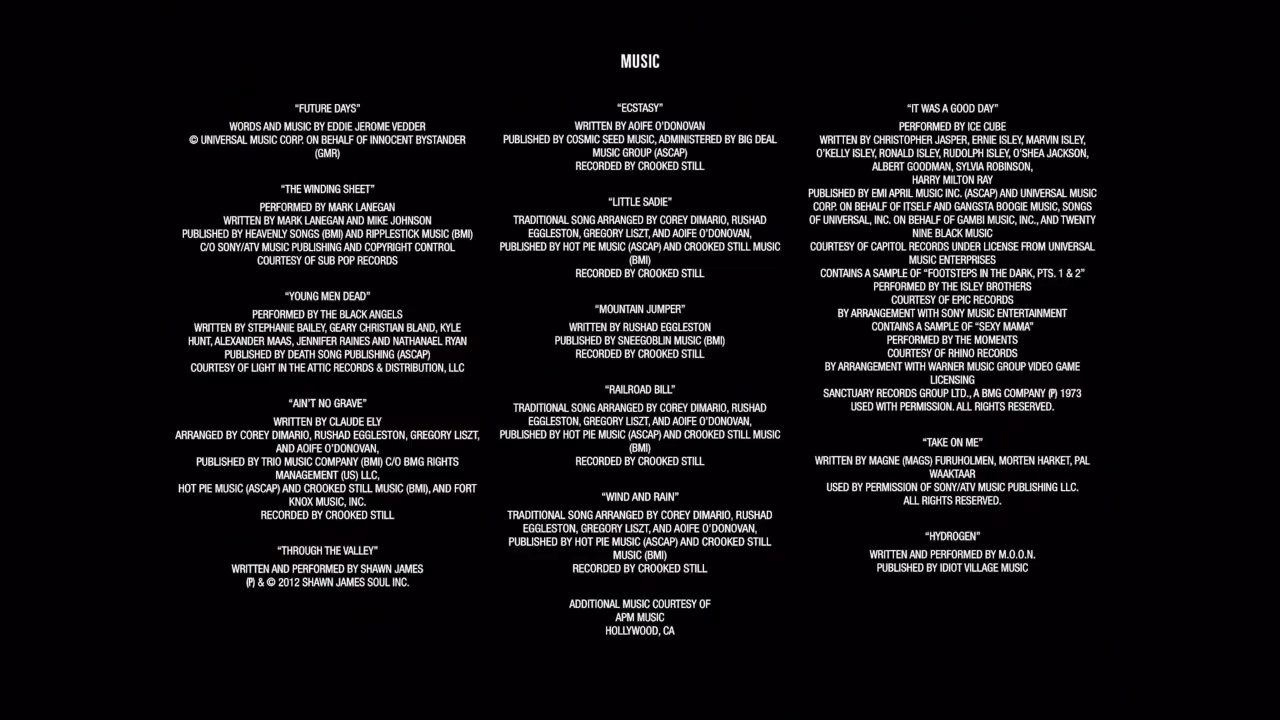 MUSIC
“FUTURE DAYS”
WORDS AND MUSIC BY EDDIE JEROME VEDDER
© UNIVERSAL MUSIC CORP. ON BEHALF OF INNOCENT BYSTANDER
(GMR)
“THE WINDING SHEET”
PERFORMED BY MARK LANEGAN
WRITTEN BY MARK LANEGAN AND MIKE JOHNSON
PUBLISHED BY HEAVENLY SONGS (BMI) AND RIPPLESTICK MUSIC (BMI)
C/O SONY/ATV MUSIC PUBLISHING AND COPYRIGHT CONTROL
COURTESY OF SUB POP RECORDS
“YOUNG MEN DEAD”
PERFORMED BY THE BLACK ANGELS
WRITTEN BY STEPHANIE BAILEY, GEARY CHRISTIAN BLAND, KYLE
HUNT, ALEXANDER MAAS, JENNIFER RAINES AND NATHANAEL RYAN
PUBLISHED BY DEATH SONG PUBLISHING (ASCAP)
COURTESY OF LIGHT IN THE ATTIC RECORDS & DISTRIBUTION, LLC
“AIN’T NO GRAVE”
WRITTEN BY CLAUDE ELY
ARRANGED BY COREY DIMARIO, RUSHAD EGGLESTON, GREGORY LISZT,
AND AOIFE O’DONOVAN,
PUBLISHED BY TRIO MUSIC COMPANY (BMI) C/O BMG RIGHTS
MANAGEMENT (US) LLC,
HOT PIE MUSIC (ASCAP) AND CROOKED STILL MUSIC (BMI), AND FORT
KNOX MUSIC, INC.
RECORDED BY CROOKED STILL
“THROUGH THE VALLEY”
WRITTEN AND PERFORMED BY SHAWN JAMES
(P) & © 2012 SHAWN JAMES SOUL INC.
“ECSTASY”
WRITTEN BY AOIFE O’DONOVAN
PUBLISHED BY COSMIC SEED MUSIC, ADMINISTERED BY BIG DEAL
MUSIC GROUP (ASCAP)
RECORDED BY CROOKED STILL
“LITTLE SADIE”
TRADITIONAL SONG ARRANGED BY COREY DIMARIO, RUSHAD
EGGLESTON, GREGORY LISZT, AND AOIFE O’DONOVAN,
PUBLISHED BY HOT PIE MUSIC (ASCAP) AND CROOKED STILL MUSIC
(BMI)
RECORDED BY CROOKED STILL
“MOUNTAIN JUMPER”
WRITTEN BY RUSHAD EGGLESTON
PUBLISHED BY SNEEGOBLIN MUSIC (BMI)
RECORDED BY CROOKED STILL
“RAILROAD BILL”
TRADITIONAL SONG ARRANGED BY COREY DIMARIO, RUSHAD
EGGLESTON, GREGORY LISZT, AND AOIFE O’DONOVAN,
PUBLISHED BY HOT PIE MUSIC (ASCAP) AND CROOKED STILL MUSIC
(BMI)
RECORDED BY CROOKED STILL
“WIND AND RAIN”
TRADITIONAL SONG ARRANGED BY COREY DIMARIO, RUSHAD
EGGLESTON, GREGORY LISZT, AND AOIFE O’DONOVAN,
PUBLISHED BY HOT PIE MUSIC (ASCAP) AND CROOKED STILL
MUSIC (BMI)
RECORDED BY CROOKED STILL
ADDITIONAL MUSIC COURTESY OF
APM MUSIC
HOLLYWOOD, CA
“IT WAS A GOOD DAY”
PERFORMED BY ICE CUBE
WRITTEN BY CHRISTOPHER JASPER, ERNIE ISLEY, MARVIN ISLEY,
O’KELLY ISLEY, RONALD ISLEY, RUDOLPH ISLEY, O’SHEA JACKSON,
ALBERT GOODMAN, SYLVIA ROBINSON,
HARRY MILTON RAY
PUBLISHED BY EMI APRIL MUSIC INC. (ASCAP) AND UNIVERSAL MUSIC
CORP. ON BEHALF OF ITSELF AND GANGSTA BOOGIE MUSIC, SONGS
OF UNIVERSAL, INC. ON BEHALF OF GAMBI MUSIC, INC., AND TWENTY
NINE BLACK MUSIC
COURTESY OF CAPITOL RECORDS UNDER LICENSE FROM UNIVERSAL
MUSIC ENTERPRISES
CONTAINS A SAMPLE OF “FOOTSTEPS IN THE DARK, PTS. 1 & 2”
PERFORMED BY THE ISLEY BROTHERS
COURTESY OF EPIC RECORDS
BY ARRANGEMENT WITH SONY MUSIC ENTERTAINMENT
CONTAINS A SAMPLE OF “SEXY MAMA”
PERFORMED BY THE MOMENTS
COURTESY OF RHINO RECORDS
BY ARRANGEMENT WITH WARNER MUSIC GROUP VIDEO GAME
LICENSING
SANCTUARY RECORDS GROUP LTD., A BMG COMPANY (P) 1973
USED WITH PERMISSION. ALL RIGHTS RESERVED.
“TAKE ON ME”
WRITTEN BY MAGNE (MAGS) FURUHOLMEN, MORTEN HARKET, PAL
WAAKTAAR
USED BY PERMISSION OF SONY/ATV MUSIC PUBLISHING LLC.
ALL RIGHTS RESERVED.
“HYDROGEN”
WRITTEN AND PERFORMED BY M.O.O.N.
PUBLISHED BY IDIOT VILLAGE MUSIC